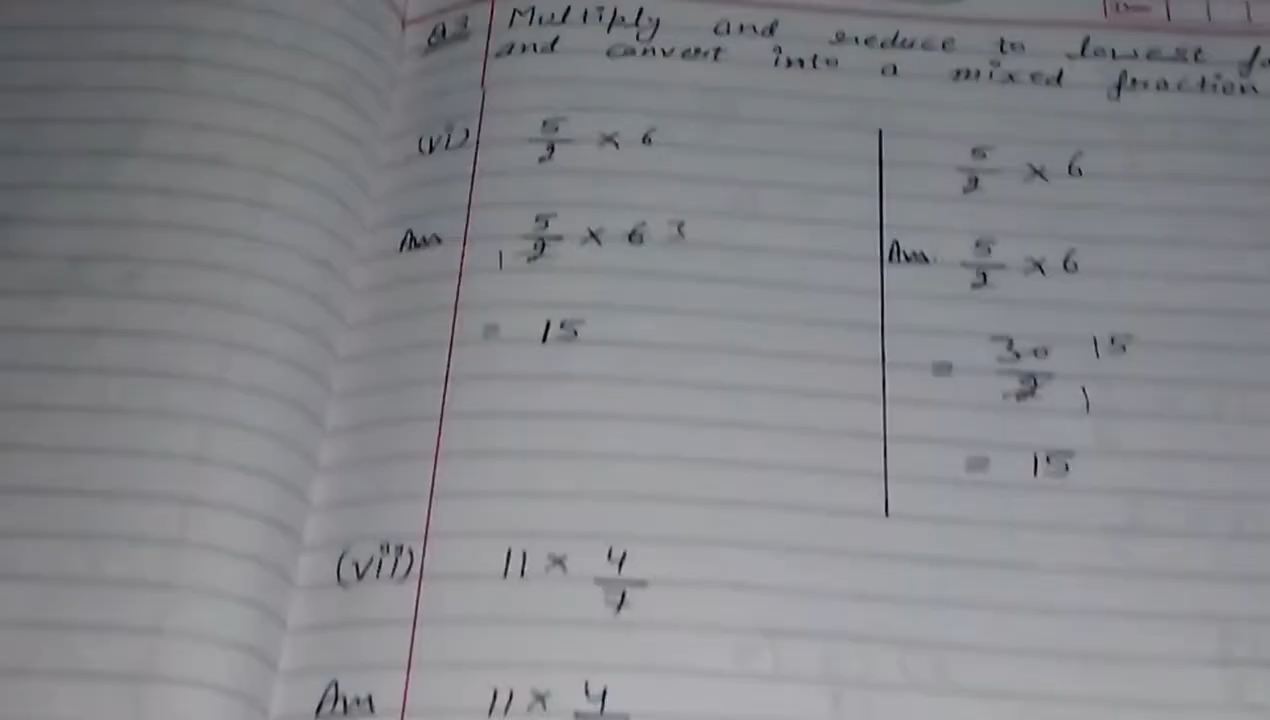 Q3 Multiply and reduce to lowest
and convert into a mixed fraction
(vi) 5/2 × 6
Ans 1 5/2 × 6 3
= 15
5/2 × 6
Ans. 5/2 × 6
= 30/2 15 1
= 15
(vii) 11 × 4/7
Ans 11 × 4